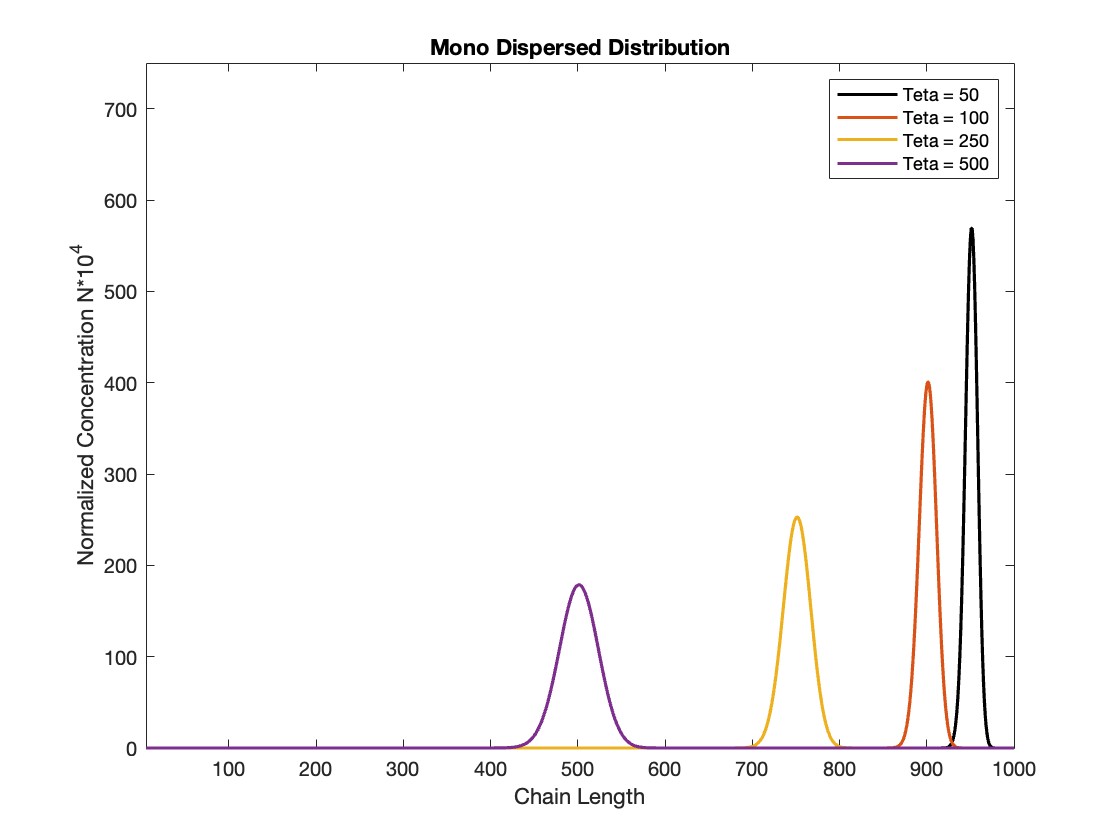 Mono Dispersed Distribution
Teta = 50
Teta = 100
Teta = 250
Teta = 500
Normalized Concentration N*10^4
700
600
500
400
300
200
100
0
100 200 300 400 500 600 700 800 900 1000
Chain Length